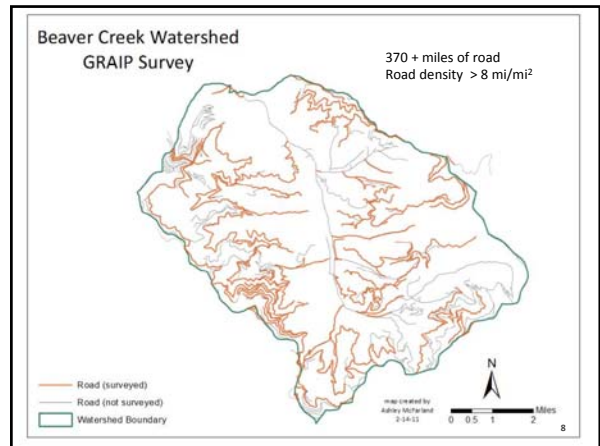 Beaver Creek Watershed
GRAIP Survey
370 + miles of road
Road density > 8 mi/mi²
Road (surveyed)
Road (not surveyed)
Watershed Boundary
map created by
Ashley McFarland
2-14-11
N
Miles
0 0.5 1 2
8